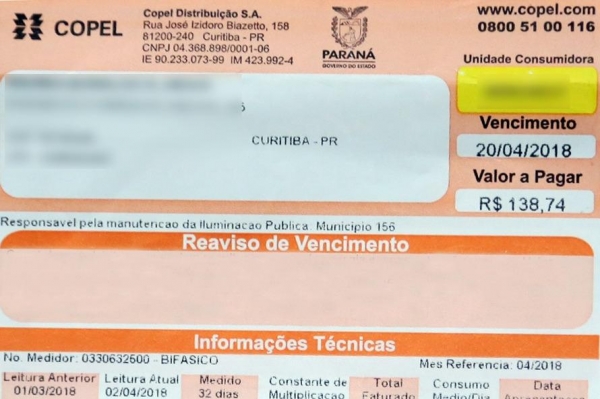 COPEL
Copel Distribuição S.A.
Rua José Izidoro Biazetto, 158
81200-240 Curitiba - PR
CNPJ 04.368.898/0001-06
IE 90.233.073-99 IM 423.992-4
PARANÁ
GOVERNO DO ESTADO
www.copel.com
0800 51 00 116
Unidade Consumidora
Vencimento
20/04/2018
CURITIBA - PR
Valor a Pagar
R$ 138,74
Responsavel pela manutencao da Iluminacao Publica: Municipio 156
Reaviso de Vencimento
Informações Técnicas
No. Medidor: 0330632500 - BIFASICO
Mes Referencia: 04/2018
Leitura Anterior Leitura Atual Medido Constante de Total Consumo Data
01/03/2018 02/04/2018 32 dias Multiplicacao Faturado Medio/Dia